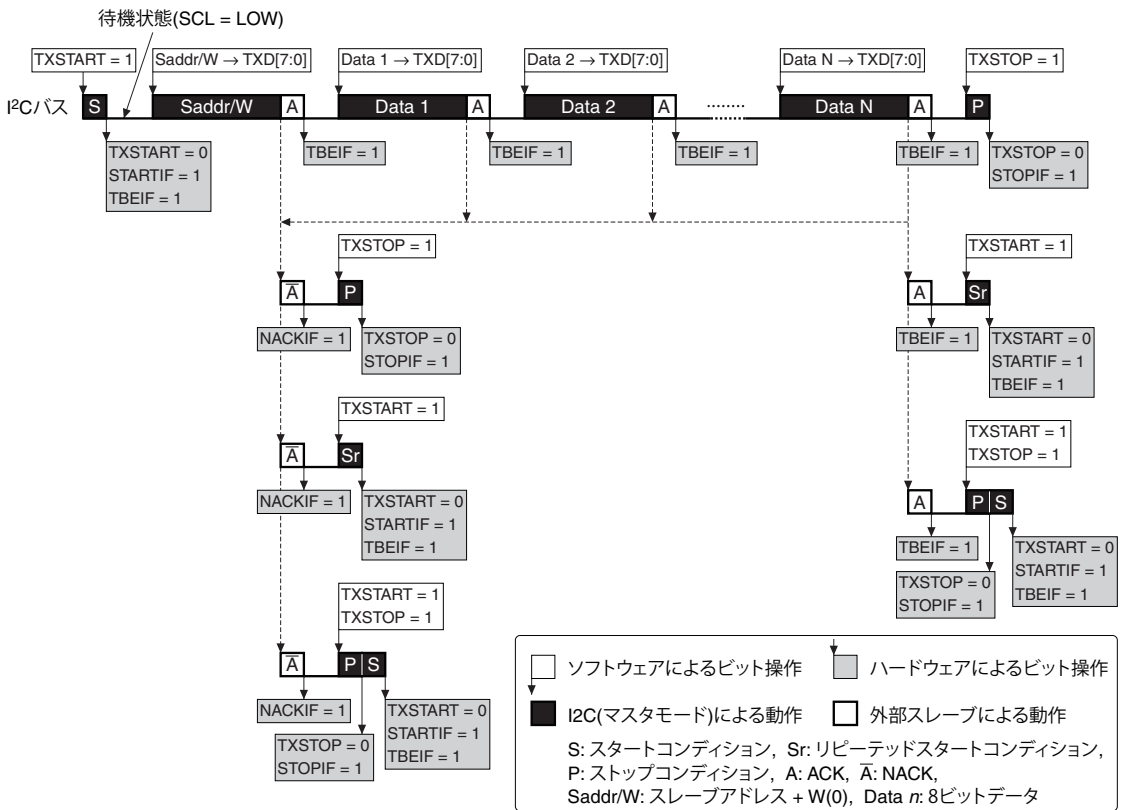 待機状態(SCL = LOW)
TXSTART = 1
Saddr/W → TXD[7:0]
Data 1 → TXD[7:0]
Data 2 → TXD[7:0]
Data N → TXD[7:0]
TXSTOP = 1
I²Cバス
S
Saddr/W
A
Data 1
A
Data 2
A
Data N
A
P
TXSTART = 0
STARTIF = 1
TBEIF = 1
TBEIF = 1
TBEIF = 1
TBEIF = 1
TBEIF = 1
TXSTOP = 0
STOPIF = 1
TXSTOP = 1
A̅
P
NACKIF = 1
TXSTOP = 0
STOPIF = 1
TXSTART = 1
A
Sr
TBEIF = 1
TXSTART = 0
STARTIF = 1
TBEIF = 1
TXSTART = 1
A̅
Sr
NACKIF = 1
TXSTART = 0
STARTIF = 1
TBEIF = 1
TXSTART = 1
TXSTOP = 1
A
P
S
TBEIF = 1
TXSTOP = 0
STOPIF = 1
TXSTART = 0
STARTIF = 1
TBEIF = 1
TXSTART = 1
TXSTOP = 1
A̅
P
S
NACKIF = 1
TXSTOP = 0
STOPIF = 1
TXSTART = 0
STARTIF = 1
TBEIF = 1
ソフトウェアによるビット操作
ハードウェアによるビット操作
I2C(マスタモード)による動作
外部スレーブによる動作
S: スタートコンディション, Sr: リピーテッドスタートコンディション,
P: ストップコンディション, A: ACK, A̅: NACK,
Saddr/W: スレーブアドレス + W(0), Data n: 8ビットデータ